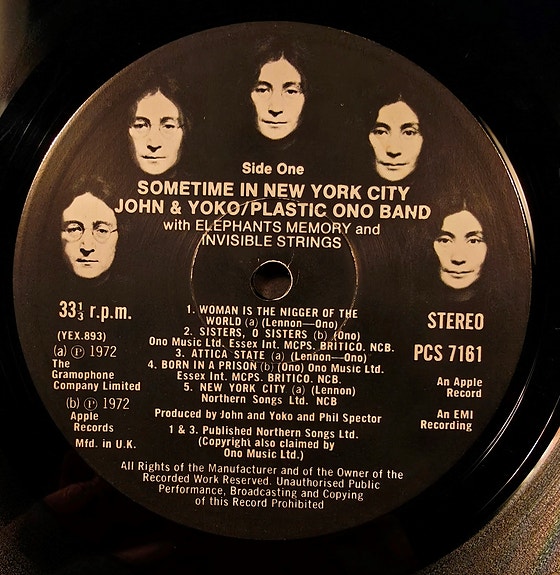 Side One
SOMETIME IN NEW YORK CITY
JOHN & YOKO/PLASTIC ONO BAND
with ELEPHANTS MEMORY and
INVISIBLE STRINGS
33⅓ r.p.m.
(YEX.893)
(a) ℗ 1972
The
Gramophone
Company Limited
(b) ℗ 1972
Apple
Records
Mfd. in U.K.
1. WOMAN IS THE NIGGER OF THE
WORLD (a) (Lennon—Ono)
2. SISTERS, O SISTERS (b) (Ono)
Ono Music Ltd. Essex Int. MCPS. BRITICO. NCB.
3. ATTICA STATE (a) (Lennon—Ono)
4. BORN IN A PRISON (b) (Ono) Ono Music Ltd.
Essex Int. MCPS. BRITICO. NCB.
5. NEW YORK CITY (a) (Lennon)
Northern Songs Ltd. NCB
Produced by John and Yoko and Phil Spector
1 & 3. Published Northern Songs Ltd.
(Copyright also claimed by
Ono Music Ltd.)
STEREO
PCS 7161
An Apple
Record
An EMI
Recording
All Rights of the Manufacturer and of the Owner of the
Recorded Work Reserved. Unauthorised Public
Performance, Broadcasting and Copying
of this Record Prohibited